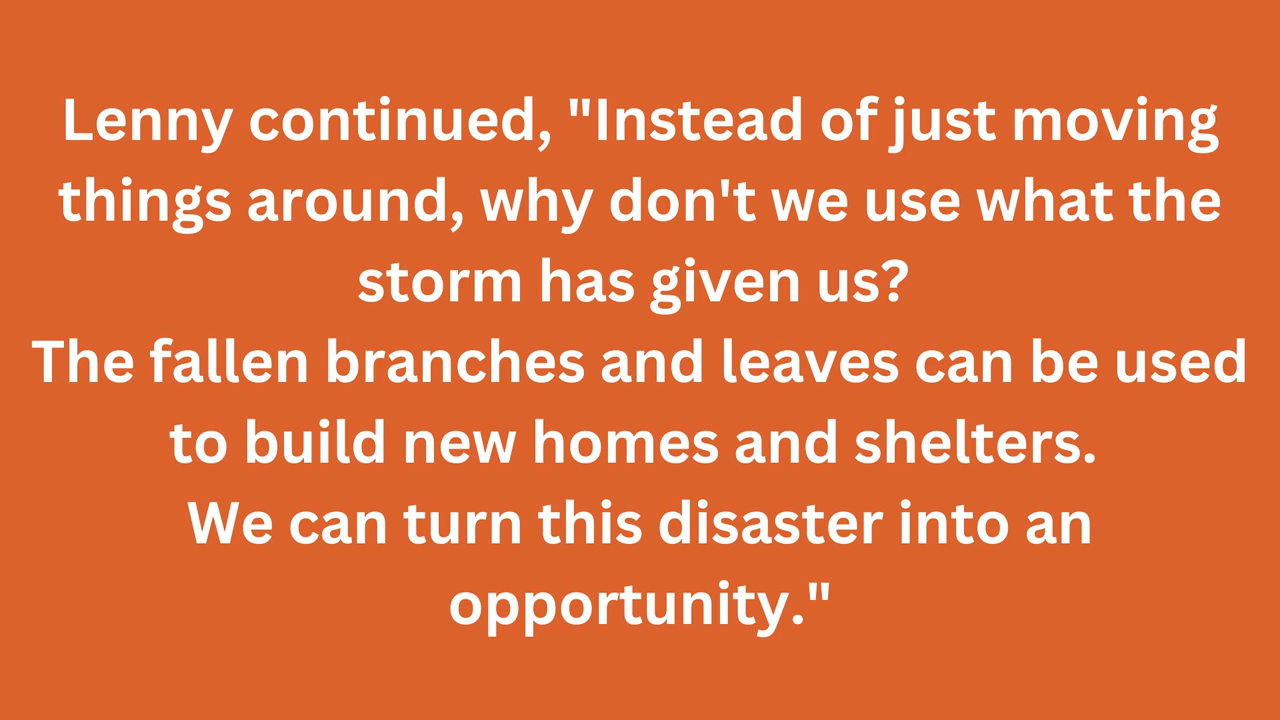 Lenny continued, "Instead of just moving
things around, why don't we use what the
storm has given us?
The fallen branches and leaves can be used
to build new homes and shelters.
We can turn this disaster into an
opportunity."